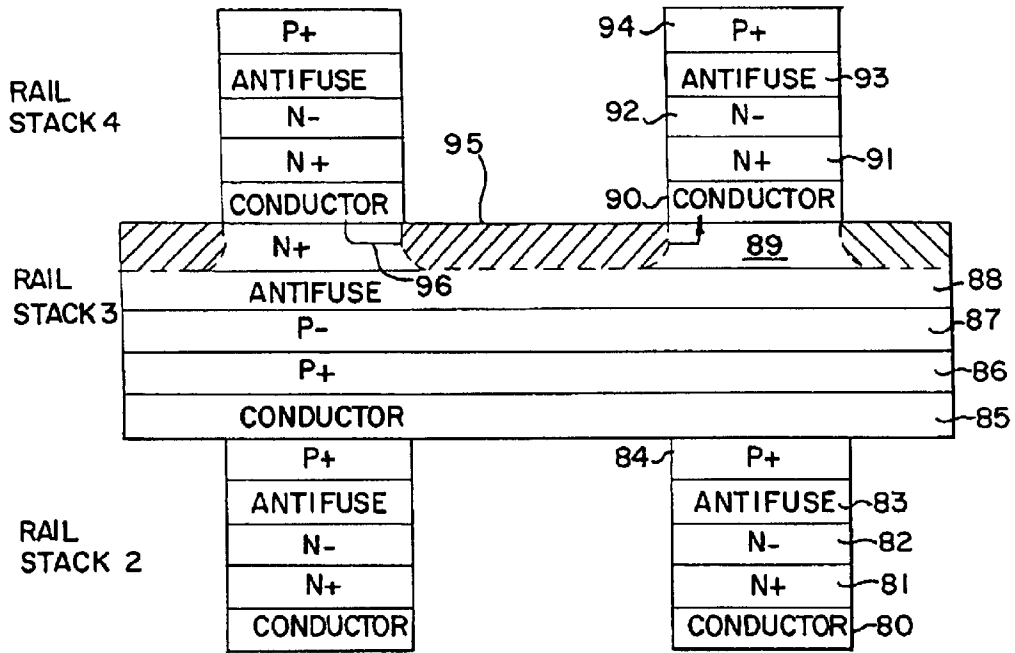 94 P+ P+
RAIL STACK 4 ANTIFUSE ANTIFUSE 93
N- 92 N-
95
N+ N+ 91
CONDUCTOR 90 CONDUCTOR
N+ 89
96
RAIL STACK 3 ANTIFUSE 88
P- 87
P+ 86
CONDUCTOR 85
P+ 84 P+
ANTIFUSE ANTIFUSE 83
RAIL STACK 2 N- N- 82
N+ N+ 81
CONDUCTOR CONDUCTOR 80